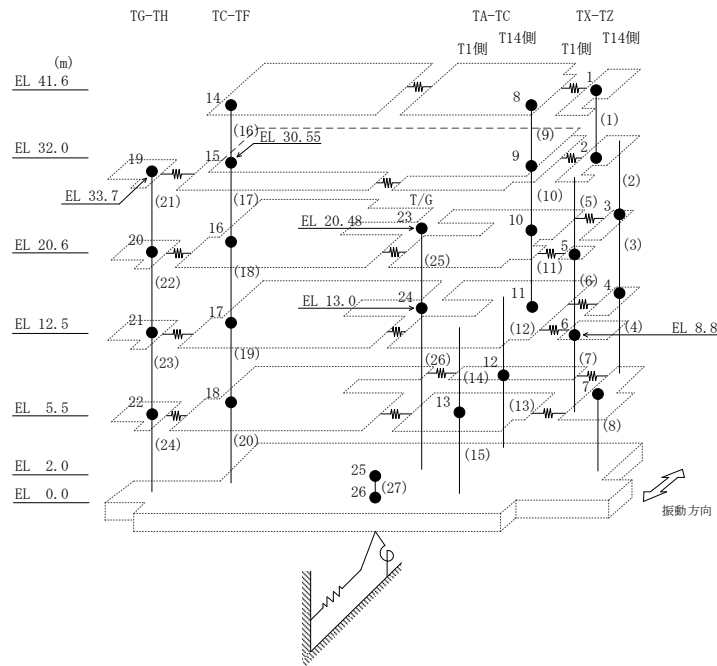 TG-TH TC-TF TA-TC TX-TZ
T1側 T14側 T1側 T14側
(m)
EL 41.6
14 8 1
(16) (9) (1)
EL 30.55
EL 32.0
19 15 9 2
EL 33.7
(21) (17) (10) (2)
T/G
(5) 3
EL 20.48 23
16 10
(3)
EL 20.6
20 5
(18) (25) (11)
(22)
(6) 4
EL 13.0 24 11
17
EL 12.5
21 (12) 6 (4) EL 8.8
(23) (19)
(26) 12 (14) (7)
7
18
EL 5.5
22 13 (13)
(8)
(24) (20) (15)
EL 2.0
25
(27)
EL 0.0
26
振動方向